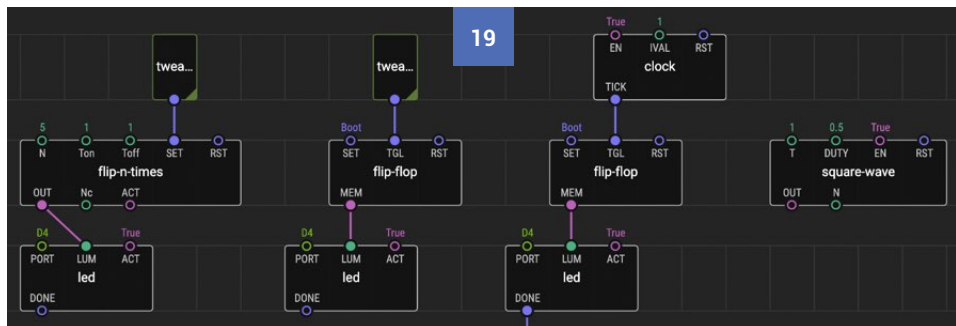 19
True 1
EN IVAL RST
clock
TICK
twea...
twea...
5 1 1
N Ton Toff SET RST
flip-n-times
OUT Nc ACT
Boot
SET TGL RST
flip-flop
MEM
Boot
SET TGL RST
flip-flop
MEM
1 0.5 True
T DUTY EN RST
square-wave
OUT N
D4 True
PORT LUM ACT
led
DONE
D4 True
PORT LUM ACT
led
DONE
D4 True
PORT LUM ACT
led
DONE